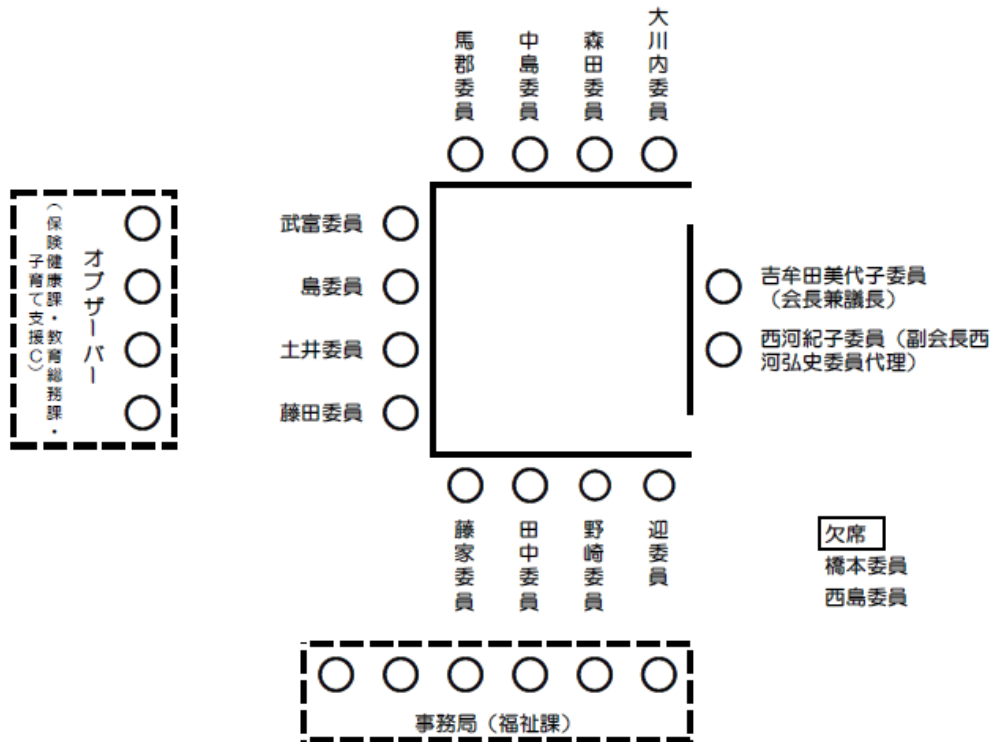 馬郡委員
中島委員
森田委員
大川内委員
武富委員
島委員
土井委員
藤田委員
オブザーバー
（保険健康課・教育総務課・
子育て支援C）
吉牟田美代子委員
（会長兼議長）
西河紀子委員（副会長西
河弘史委員代理）
藤家委員
田中委員
野崎委員
迎委員
欠席
橋本委員
西島委員
事務局（福祉課）